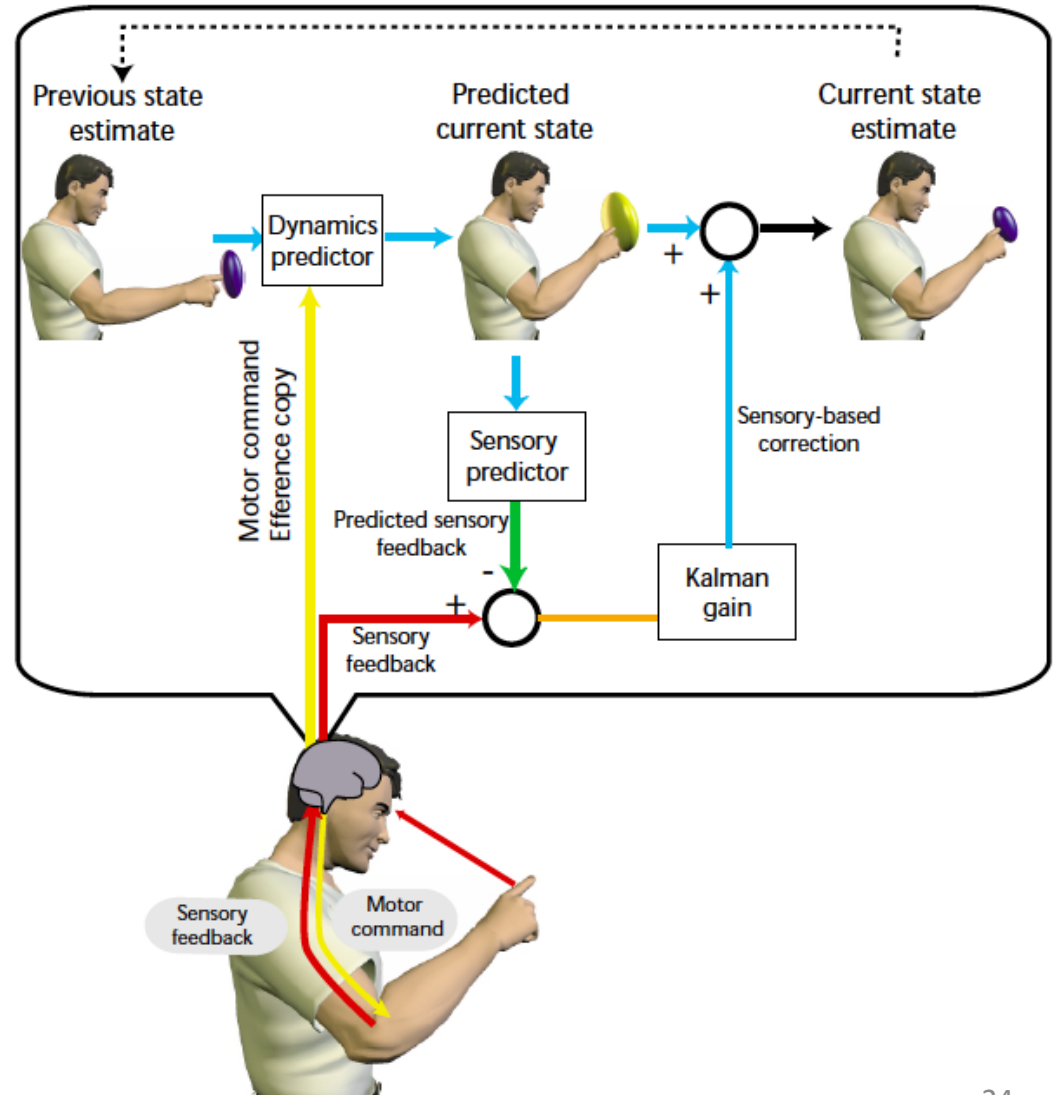 Previous state
estimate
Predicted
current state
Current state
estimate
Dynamics
predictor
+
+
Motor command
Efference copy
Sensory
predictor
Sensory-based
correction
Predicted sensory
feedback
-
+
Kalman
gain
Sensory
feedback
Sensory
feedback
Motor
command